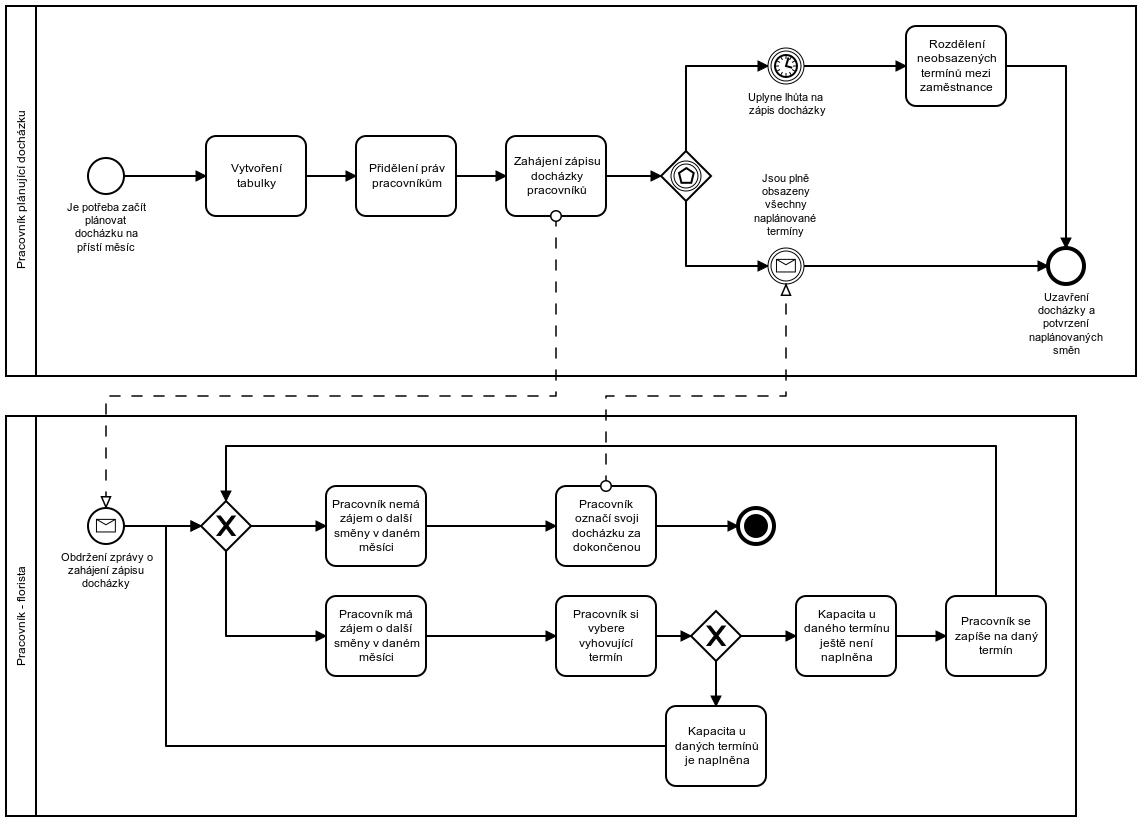 Pracovník plánující docházku
Je potřeba začít
plánovat
docházku na
příští měsíc
Vytvoření
tabulky
Přidělení práv
pracovníkům
Zahájení zápisu
docházky
pracovníků
Uplyne lhůta na
zápis docházky
Rozdělení
neobsazených
termínů mezi
zaměstnance
Jsou plně
obsazeny
všechny
naplánované
termíny
Uzavření
docházky a
potvrzení
naplánovaných
směn
Pracovník - florista
Obdržení zprávy o
zahájení zápisu
docházky
Pracovník nemá
zájem o další
směny v daném
měsíci
Pracovník
označí svoji
docházku za
dokončenou
Pracovník má
zájem o další
směny v daném
měsíci
Pracovník si
vybere
vyhovující
termín
Kapacita u
daného termínu
ještě není
naplněna
Pracovník se
zapíše na daný
termín
Kapacita u
daných termínů
je naplněna